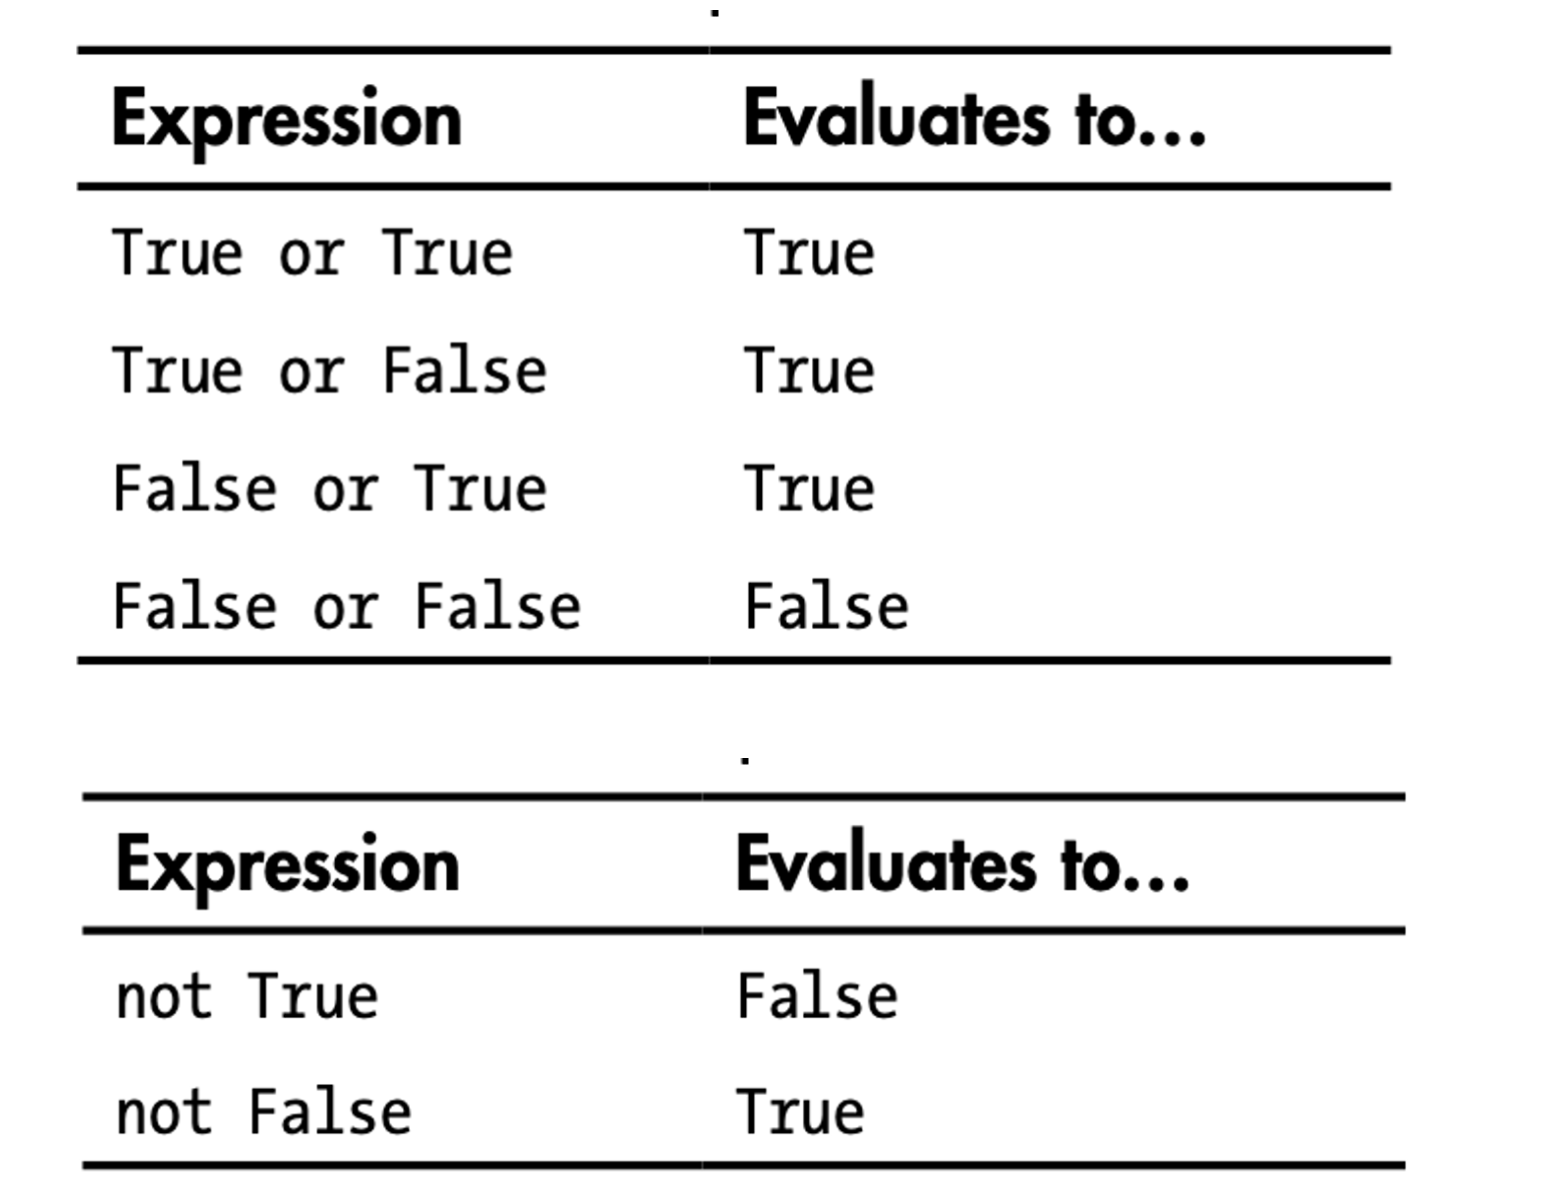 Expression Evaluates to...
True or True True
True or False True
False or True True
False or False False
Expression Evaluates to...
not True False
not False True